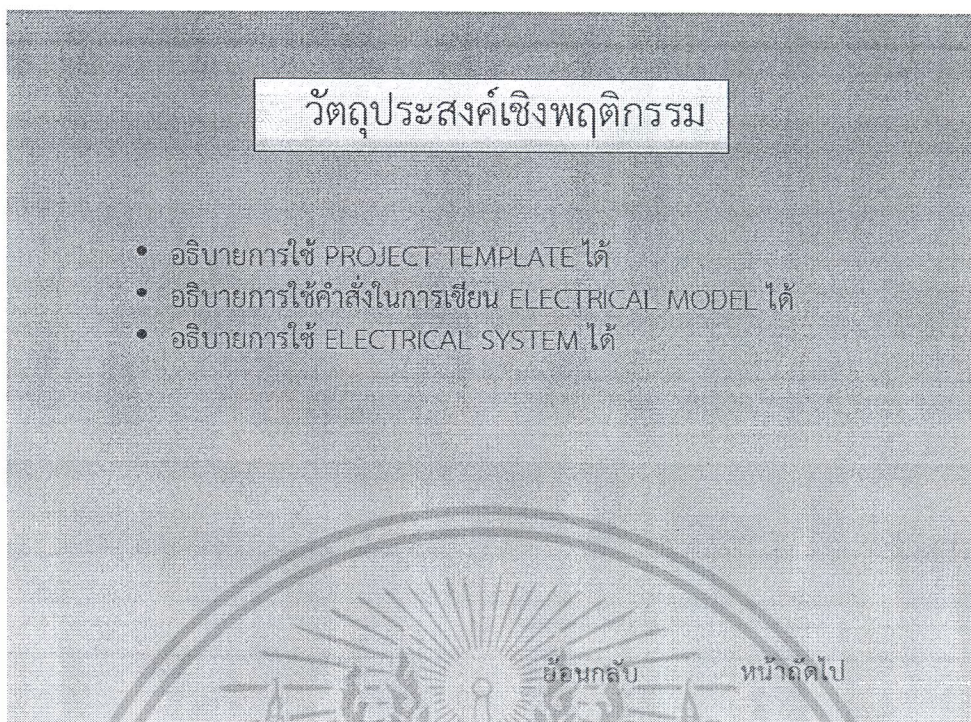 วัตถุประสงค์เชิงพฤติกรรม
• อธิบายการใช้ PROJECT TEMPLATE ได้
• อธิบายการใช้คำสั่งในการเขียน ELECTRICAL MODEL ได้
• อธิบายการใช้ ELECTRICAL SYSTEM ได้
ย้อนกลับ หน้าถัดไป